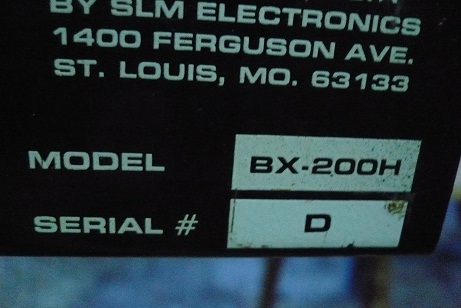 BY SLM ELECTRONICS
1400 FERGUSON AVE.
ST. LOUIS, MO. 63133
MODEL BX-200H
SERIAL # D